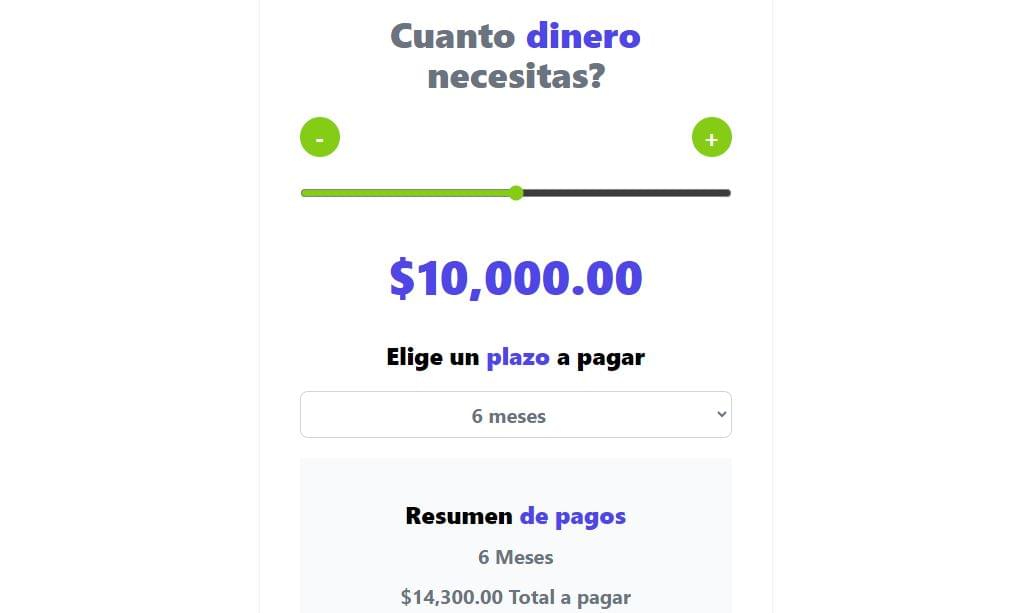 Cuanto dinero
necesitas?
- +
$10,000.00
Elige un plazo a pagar
6 meses
Resumen de pagos
6 Meses
$14,300.00 Total a pagar